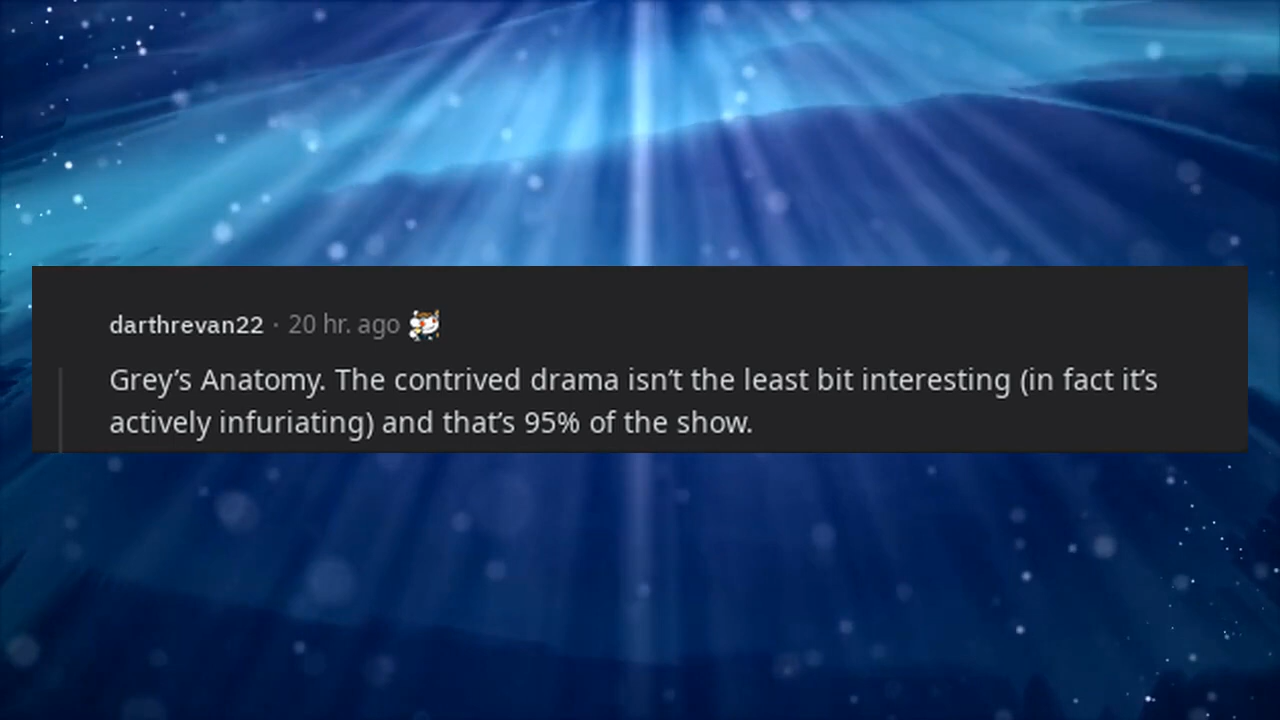 darthrevan22 · 20 hr. ago
Grey’s Anatomy. The contrived drama isn’t the least bit interesting (in fact it’s
actively infuriating) and that’s 95% of the show.